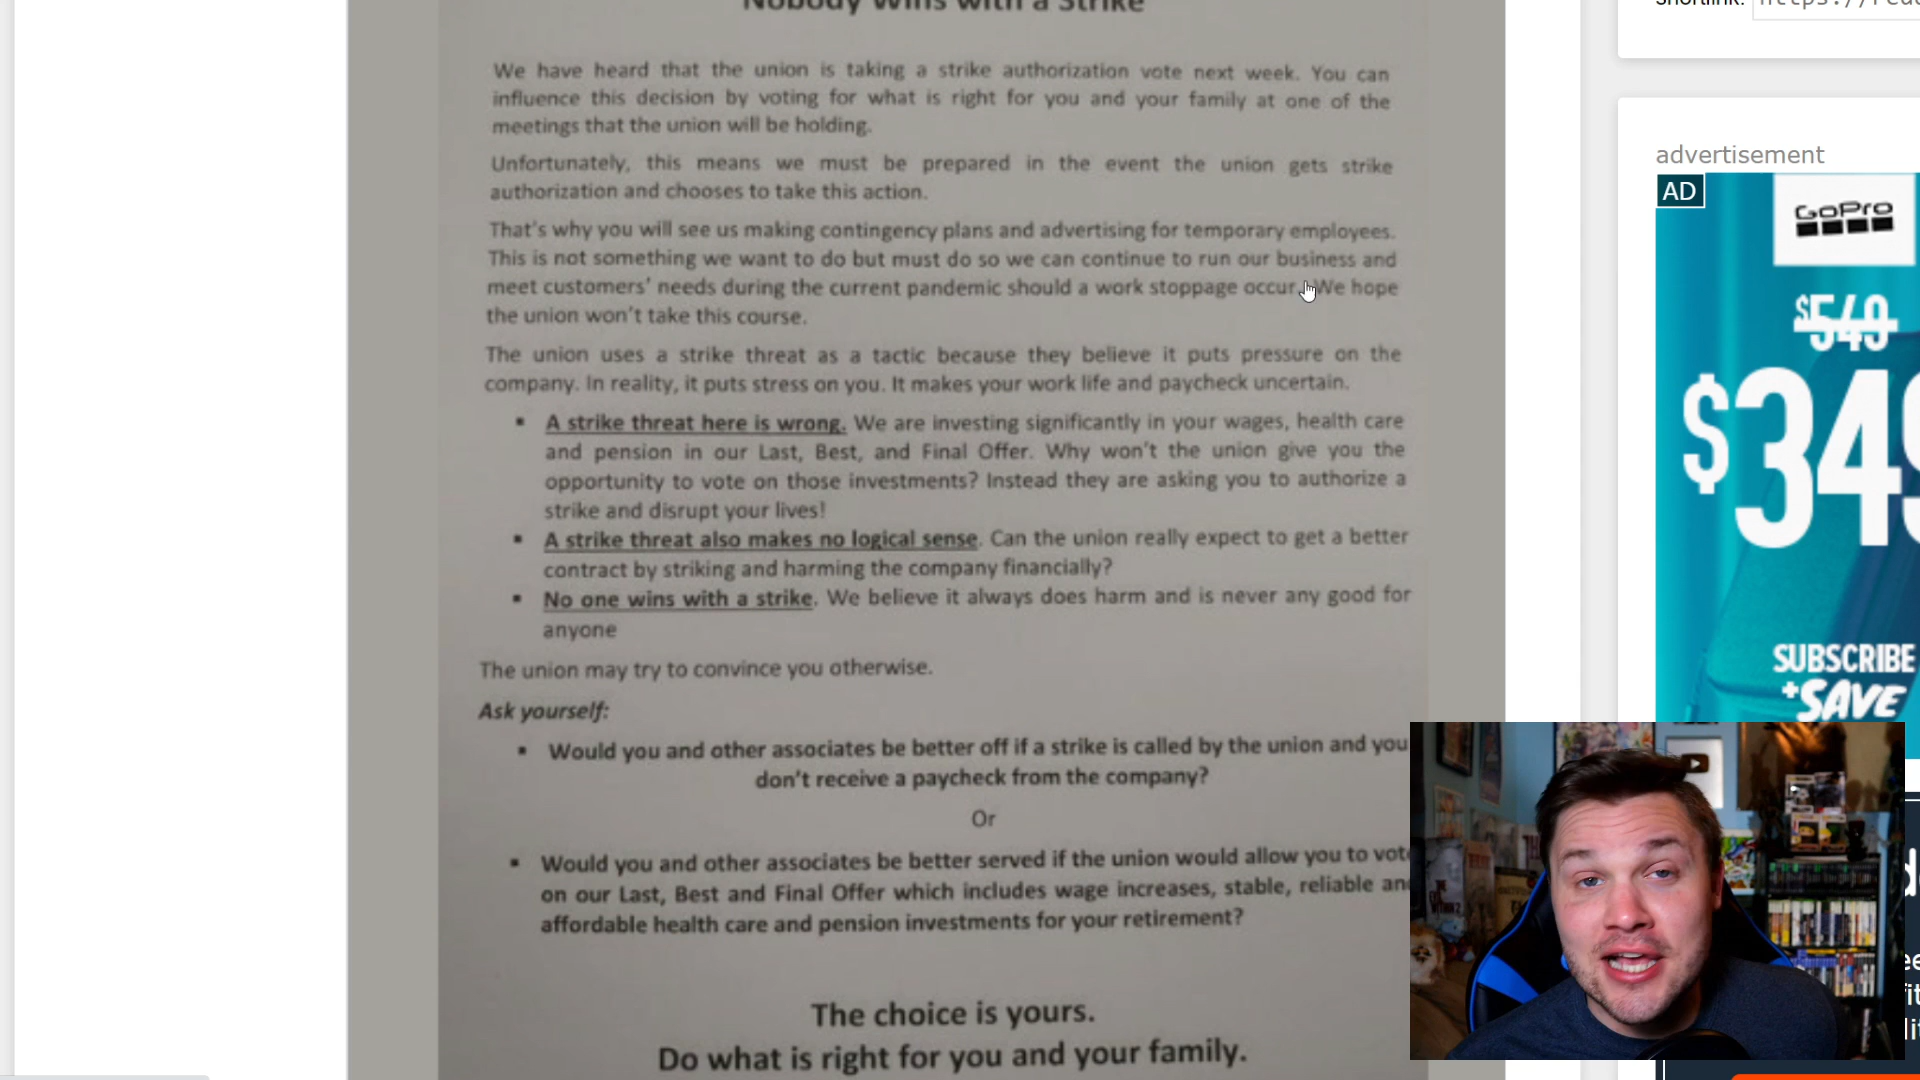 Nobody Wins with a Strike
We have heard that the union is taking a strike authorization vote next week. You can
influence this decision by voting for what is right for you and your family at one of the
meetings that the union will be holding.
Unfortunately, this means we must be prepared in the event the union gets strike
authorization and chooses to take this action.
That's why you will see us making contingency plans and advertising for temporary employees.
This is not something we want to do but must do so we can continue to run our business and
meet customers' needs during the current pandemic should a work stoppage occur. We hope
the union won't take this course.
The union uses a strike threat as a tactic because they believe it puts pressure on the
company. In reality, it puts stress on you. It makes your work life and paycheck uncertain.
▪ A strike threat here is wrong. We are investing significantly in your wages, health care
and pension in our Last, Best, and Final Offer. Why won't the union give you the
opportunity to vote on those investments? Instead they are asking you to authorize a
strike and disrupt your lives!
▪ A strike threat also makes no logical sense. Can the union really expect to get a better
contract by striking and harming the company financially?
▪ No one wins with a strike. We believe it always does harm and is never any good for
anyone
The union may try to convince you otherwise.
Ask yourself:
▪ Would you and other associates be better off if a strike is called by the union and you
don't receive a paycheck from the company?
Or
▪ Would you and other associates be better served if the union would allow you to vot
on our Last, Best and Final Offer which includes wage increases, stable, reliable an
affordable health care and pension investments for your retirement?
The choice is yours.
Do what is right for you and your family.
shortlink:
advertisement
AD
GoPro
$549
$349
SUBSCRIBE
+SAVE